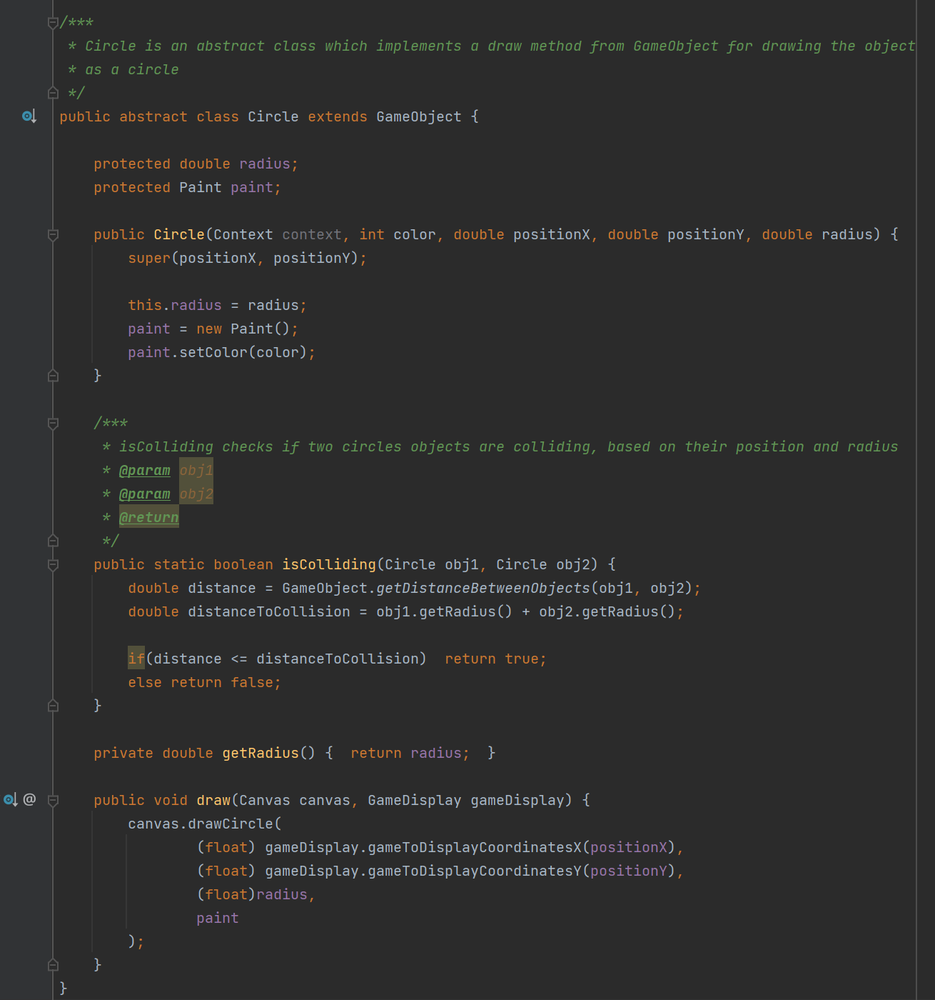 /***
 * Circle is an abstract class which implements a draw method from GameObject for drawing the object
 * as a circle
 */
public abstract class Circle extends GameObject {

    protected double radius;
    protected Paint paint;

    public Circle(Context context, int color, double positionX, double positionY, double radius) {
        super(positionX, positionY);

        this.radius = radius;
        paint = new Paint();
        paint.setColor(color);
    }

    /***
     * isColliding checks if two circles objects are colliding, based on their position and radius
     * @param obj1
     * @param obj2
     * @return
     */
    public static boolean isColliding(Circle obj1, Circle obj2) {
        double distance = GameObject.getDistanceBetweenObjects(obj1, obj2);
        double distanceToCollision = obj1.getRadius() + obj2.getRadius();

        if(distance <= distanceToCollision)  return true;
        else return false;
    }

    private double getRadius() {  return radius;  }

@
    public void draw(Canvas canvas, GameDisplay gameDisplay) {
        canvas.drawCircle(
                (float) gameDisplay.gameToDisplayCoordinatesX(positionX),
                (float) gameDisplay.gameToDisplayCoordinatesY(positionY),
                (float)radius,
                paint
        );
    }
}